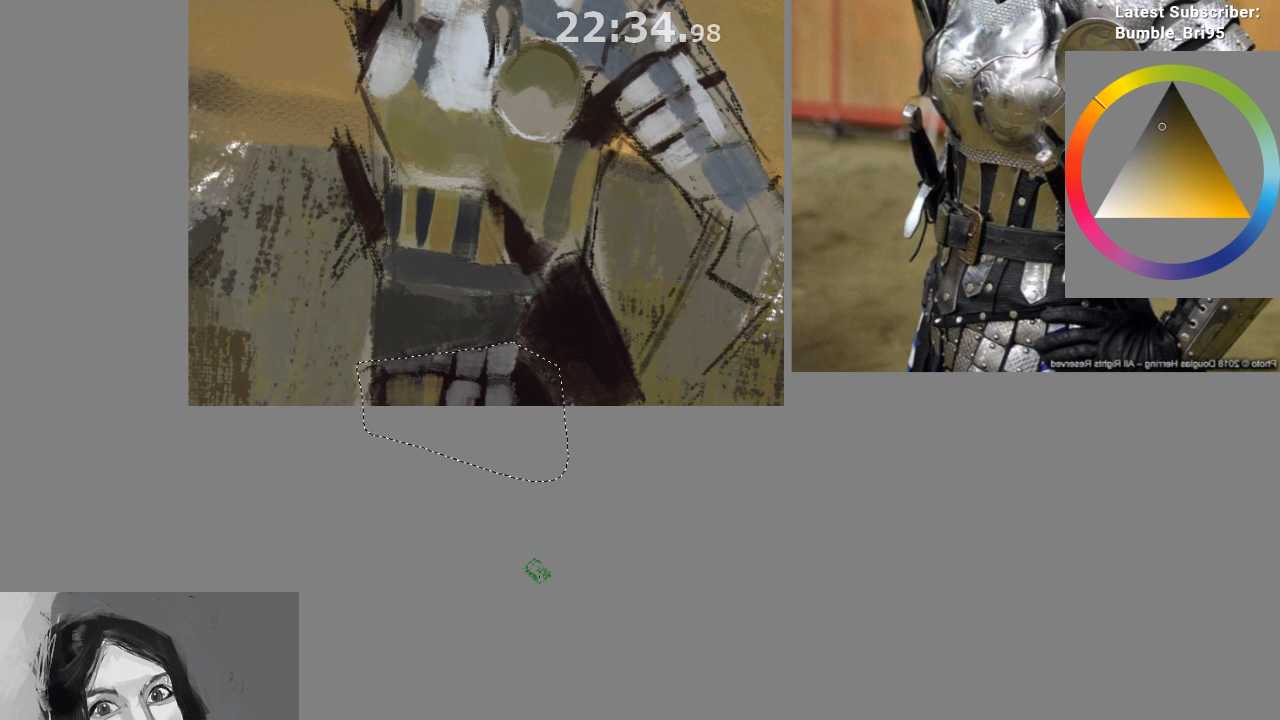 22:34.98
Latest Subscriber:
Bumble_Bri95
Photo © 2018 Douglas Herring – All Rights Reserved